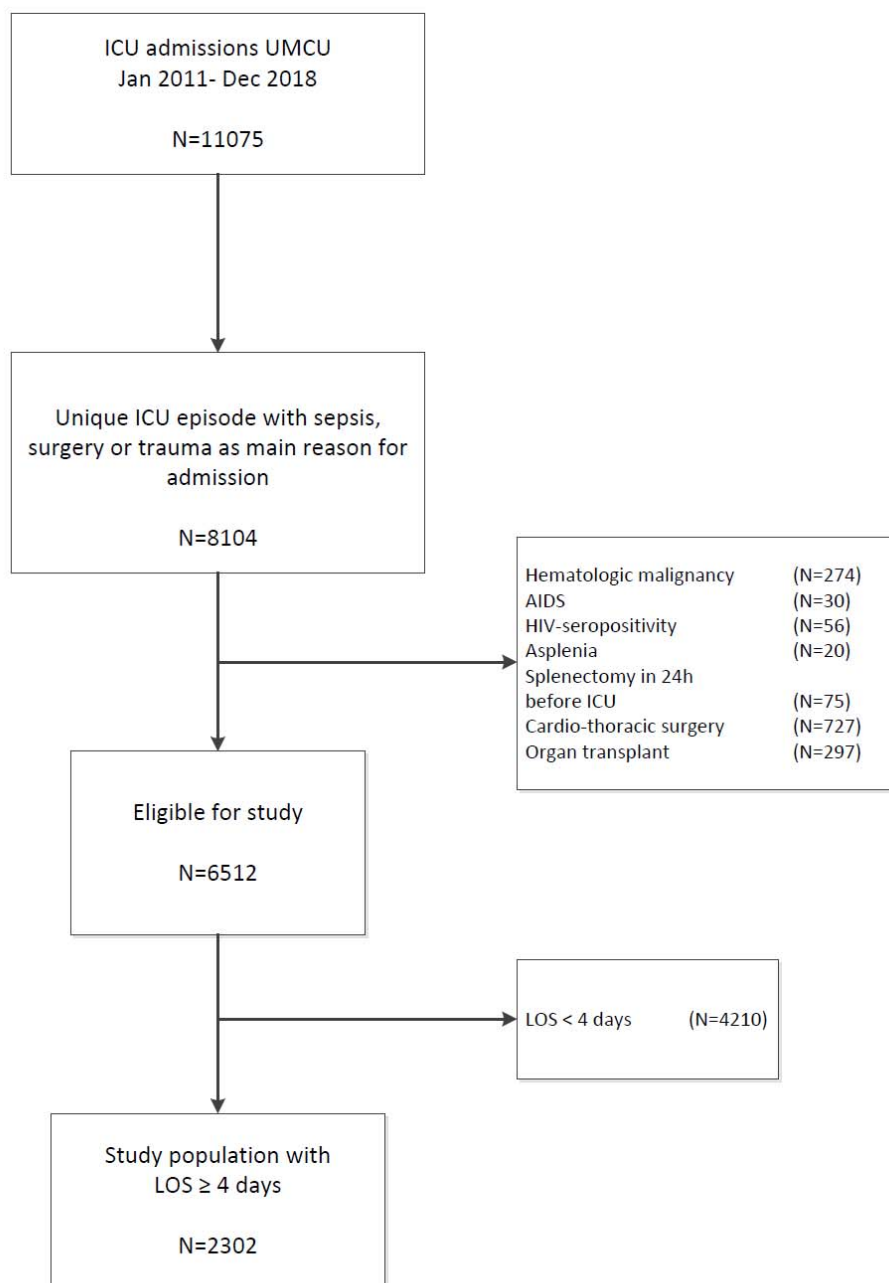 ICU admissions UMCU
Jan 2011- Dec 2018
N=11075
Unique ICU episode with sepsis,
surgery or trauma as main reason for
admission
N=8104
Hematologic malignancy (N=274)
AIDS (N=30)
HIV-seropositivity (N=56)
Asplenia (N=20)
Splenectomy in 24h
before ICU (N=75)
Cardio-thoracic surgery (N=727)
Organ transplant (N=297)
Eligible for study
N=6512
LOS < 4 days (N=4210)
Study population with
LOS ≥ 4 days
N=2302